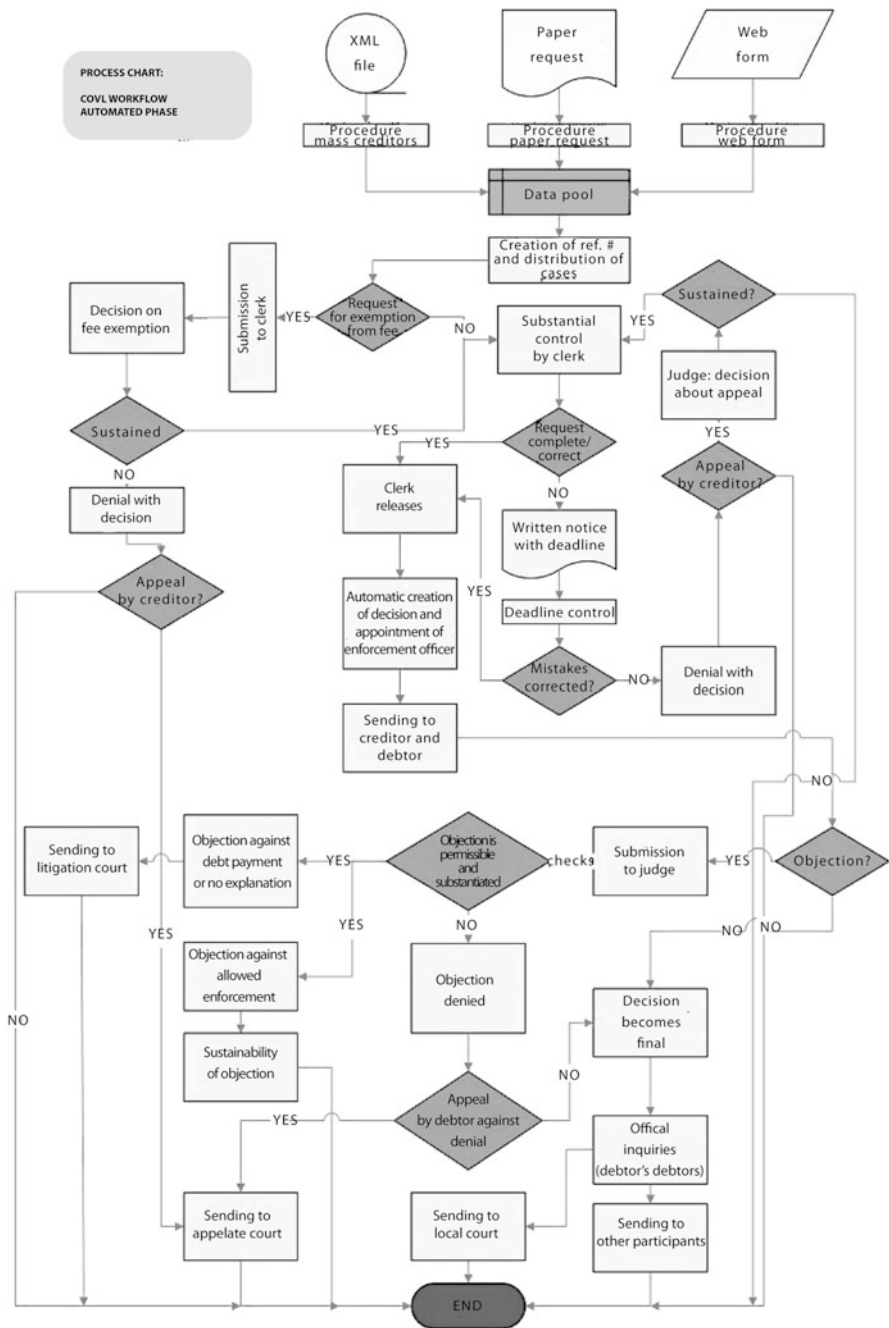 PROCESS CHART:
COVL WORKFLOW
AUTOMATED PHASE
XML
file
Paper
request
Web
form
Procedure
mass creditors
Procedure
paper request
Procedure
web form
Data pool
Creation of ref. #
and distribution of
cases
Request
for exemption
from fee
YES
NO
Submission
to clerk
Decision on
fee exemption
Sustained
YES
NO
Denial with
decision
Appeal
by creditor?
NO
YES
Substantial
control
by clerk
Sustained?
YES
NO
Judge: decision
about appeal
YES
Appeal
by creditor?
NO
Request
complete/
correct
YES
NO
Clerk
releases
Written notice
with deadline
Deadline control
Mistakes
corrected?
YES
NO
Denial with
decision
Automatic creation
of decision and
appointment of
enforcement officer
Sending to
creditor and
debtor
Objection?
YES
NO
Submission
to judge
checks
Objection is
permissible
and
substantiated
YES
YES
NO
Objection against
debt payment
or no explanation
Sending to
litigation court
Objection against
allowed
enforcement
Sustainability
of objection
Objection
denied
Appeal
by debtor against
denial
YES
NO
Decision
becomes
final
Offical
inquiries
(debtor's debtors)
Sending to
appelate court
Sending to
local court
Sending to
other participants
END